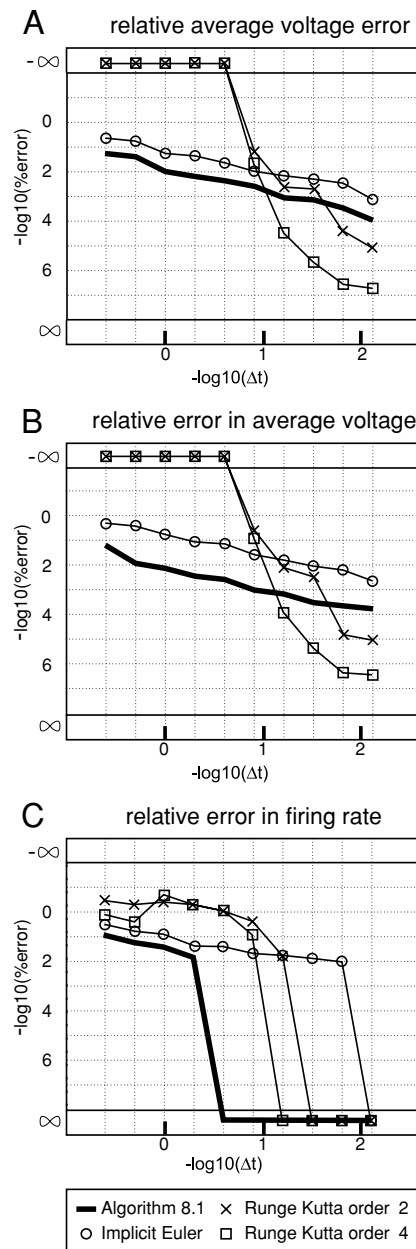 A relative average voltage error
- ∞
0
2
4
6
∞
-log10(%error)
0 1 2
-log10(Δt)
B relative error in average voltage
- ∞
0
2
4
6
∞
-log10(%error)
0 1 2
-log10(Δt)
C relative error in firing rate
- ∞
0
2
4
6
∞
-log10(%error)
0 1 2
-log10(Δt)
Algorithm 8.1 Runge Kutta order 2
Implicit Euler Runge Kutta order 4